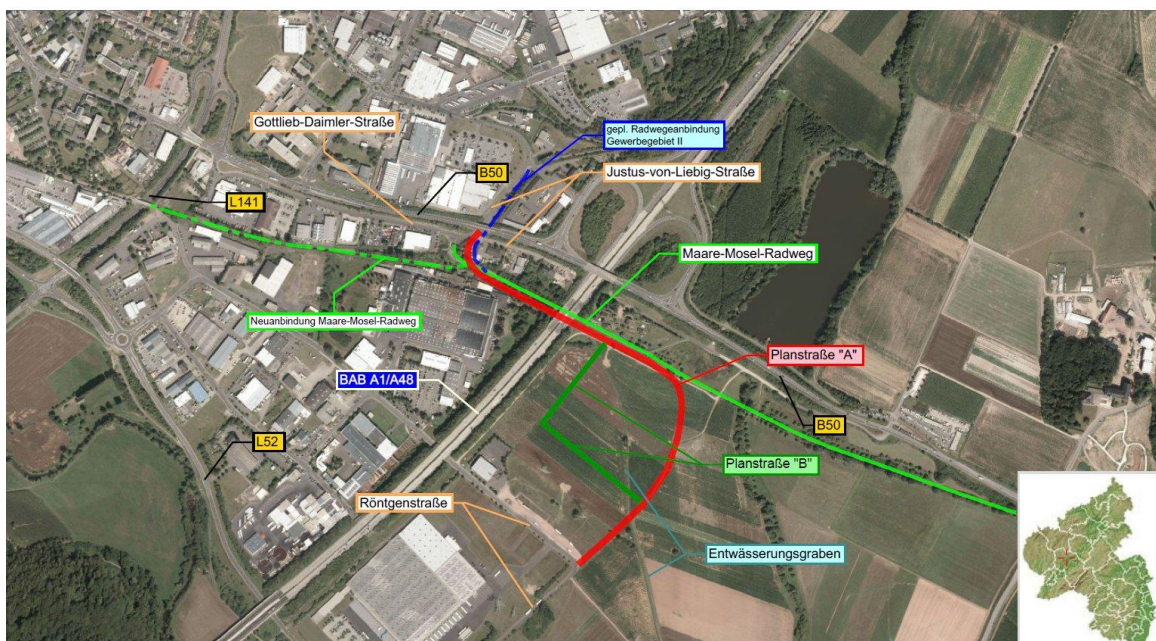 Gottlieb-Daimler-Straße
gepl. Radwegeanbindung
Gewerbegebiet II
B50
Justus-von-Liebig-Straße
L141
Maare-Mosel-Radweg
Neuanbindung Maare-Mosel-Radweg
Planstraße "A"
BAB A1/A48
B50
L52
Planstraße "B"
Röntgenstraße
Entwässerungsgraben